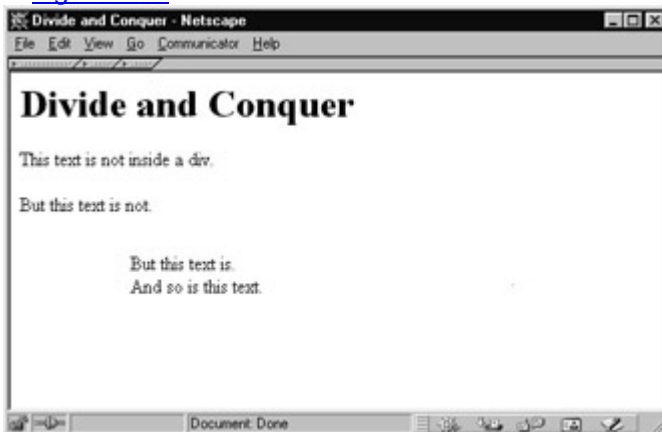 Divide and Conquer - Netscape
File Edit View Go Communicator Help
Divide and Conquer
This text is not inside a div.
But this text is not.
But this text is.
And so is this text.
Document: Done